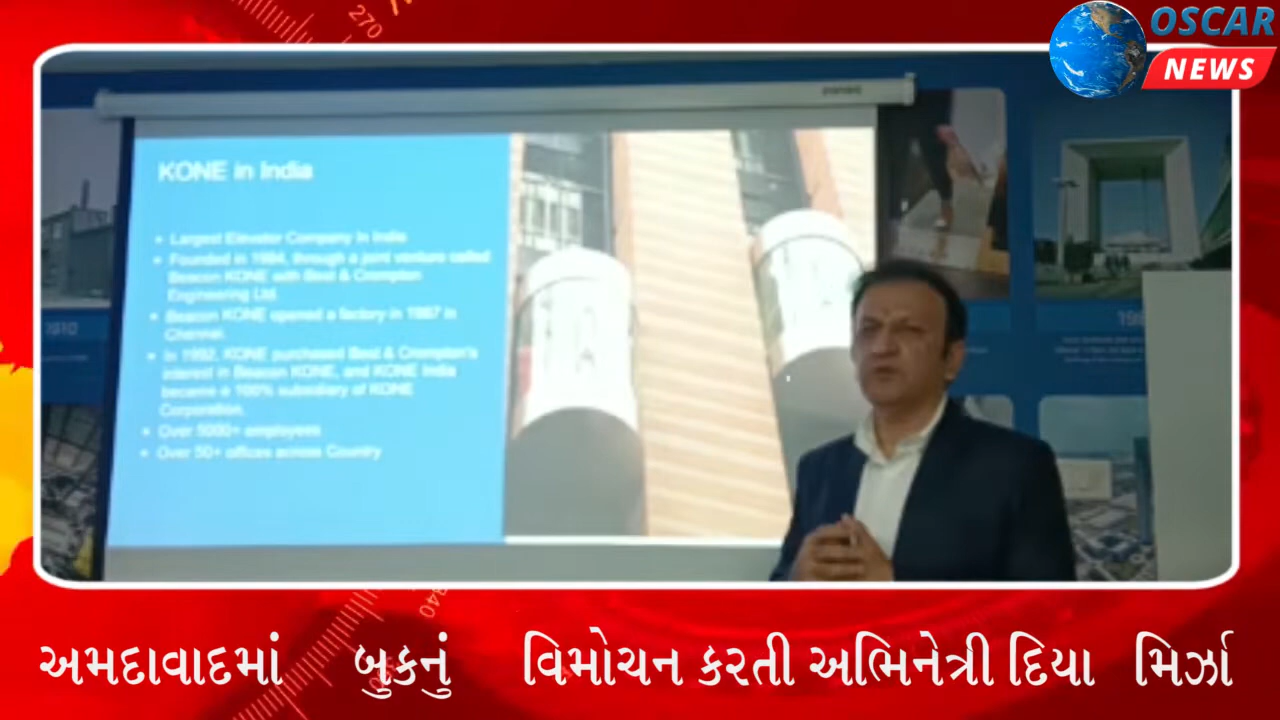 270
OSCAR
NEWS
KONE in India
Largest Elevator Company in India
Founded in 1984, through a joint venture called
Beacon KONE with Best & Crompton
Engineering Ltd
Beacon KONE opened a factory in 1987 in
Chennai.
In 1992, KONE purchased Best & Crompton's
interest in Beacon KONE, and KONE India
became a 100% subsidiary of KONE
Corporation.
Over 5000+ employees
Over 50+ offices across Country
1910
340
અમદાવાદમાં બુકનું વિમોચન કરતી અભિનેત્રી દિયા મિર્ઝા